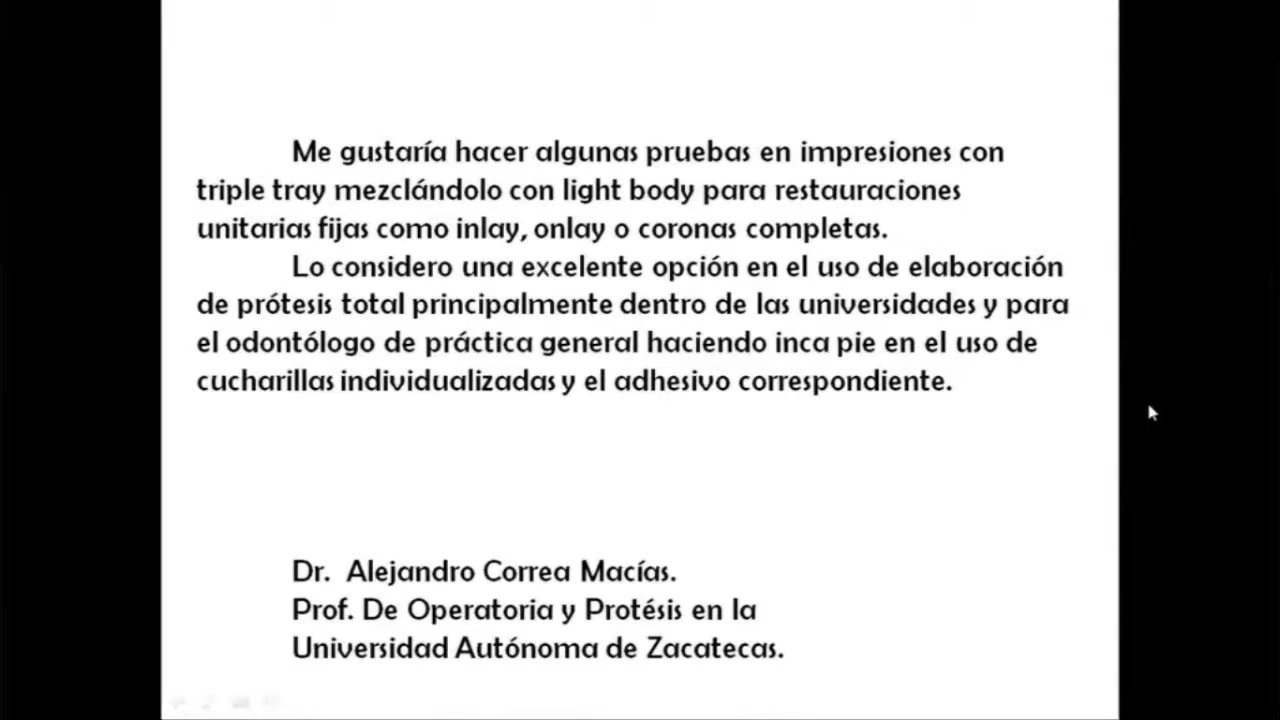 Me gustaría hacer algunas pruebas en impresiones con
triple tray mezclándolo con light body para restauraciones
unitarias fijas como inlay, onlay o coronas completas.
Lo considero una excelente opción en el uso de elaboración
de prótesis total principalmente dentro de las universidades y para
el odontólogo de práctica general haciendo inca pie en el uso de
cucharillas individualizadas y el adhesivo correspondiente.
Dr. Alejandro Correa Macías.
Prof. De Operatoria y Protésis en la
Universidad Autónoma de Zacatecas.